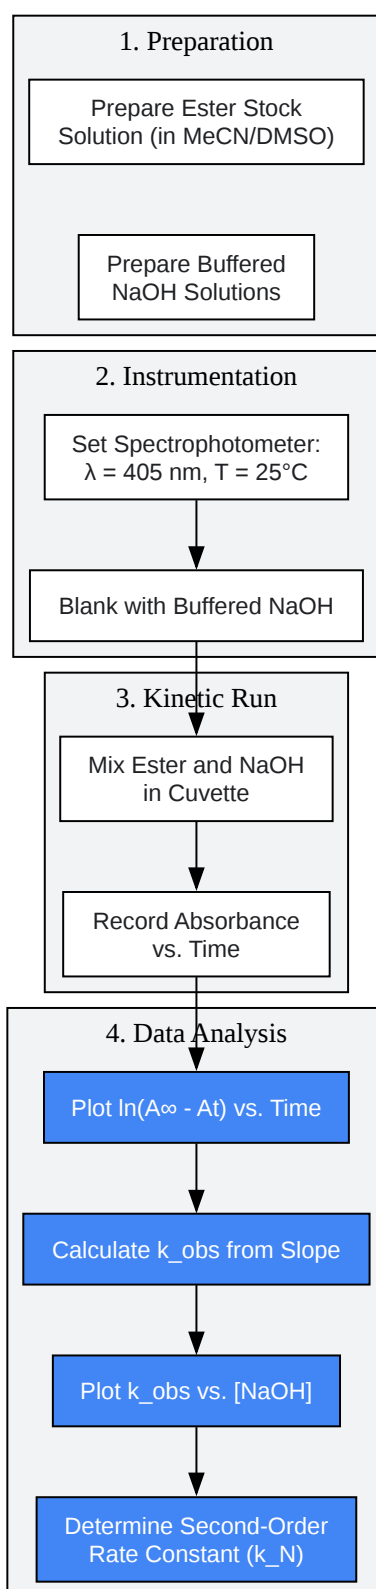 1. Preparation
Prepare Ester Stock
Solution (in MeCN/DMSO)
Prepare Buffered
NaOH Solutions
2. Instrumentation
Set Spectrophotometer:
λ = 405 nm, T = 25°C
Blank with Buffered NaOH
3. Kinetic Run
Mix Ester and NaOH
in Cuvette
Record Absorbance
vs. Time
4. Data Analysis
Plot ln(A∞ - At) vs. Time
Calculate k_obs from Slope
Plot k_obs vs. [NaOH]
Determine Second-Order
Rate Constant (k_N)